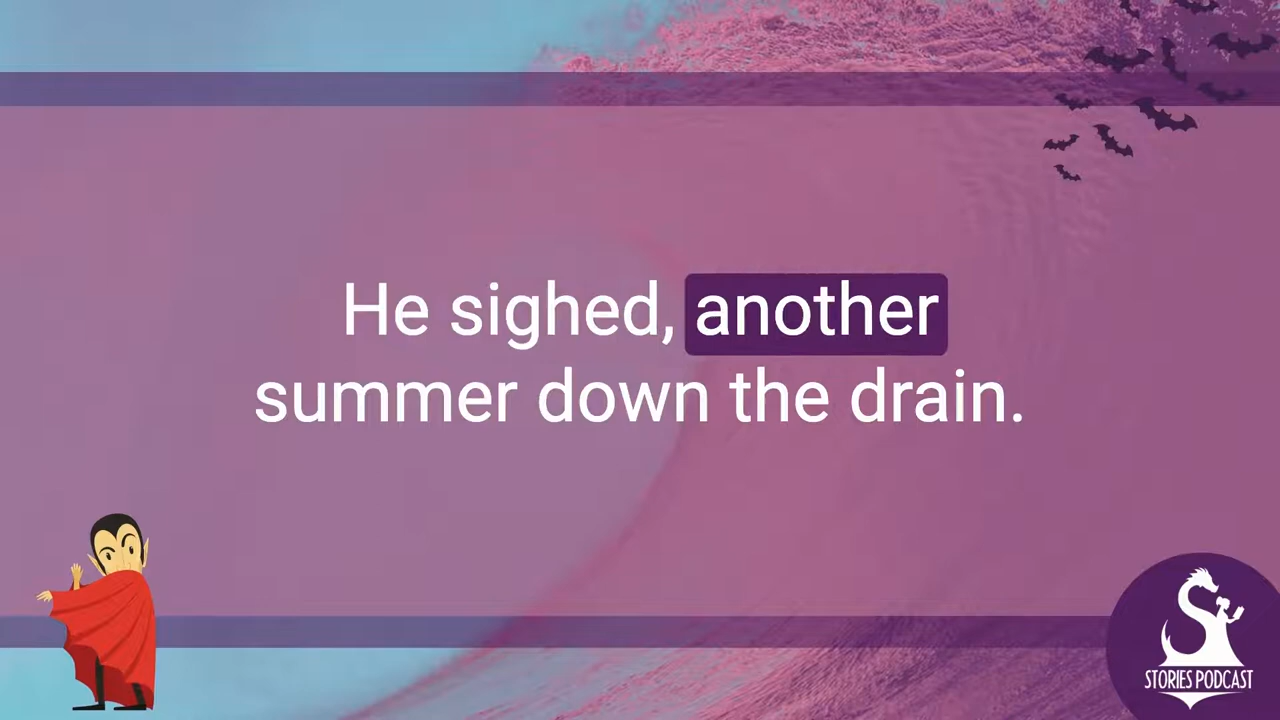 He sighed, another
summer down the drain.
STORIES PODCAST